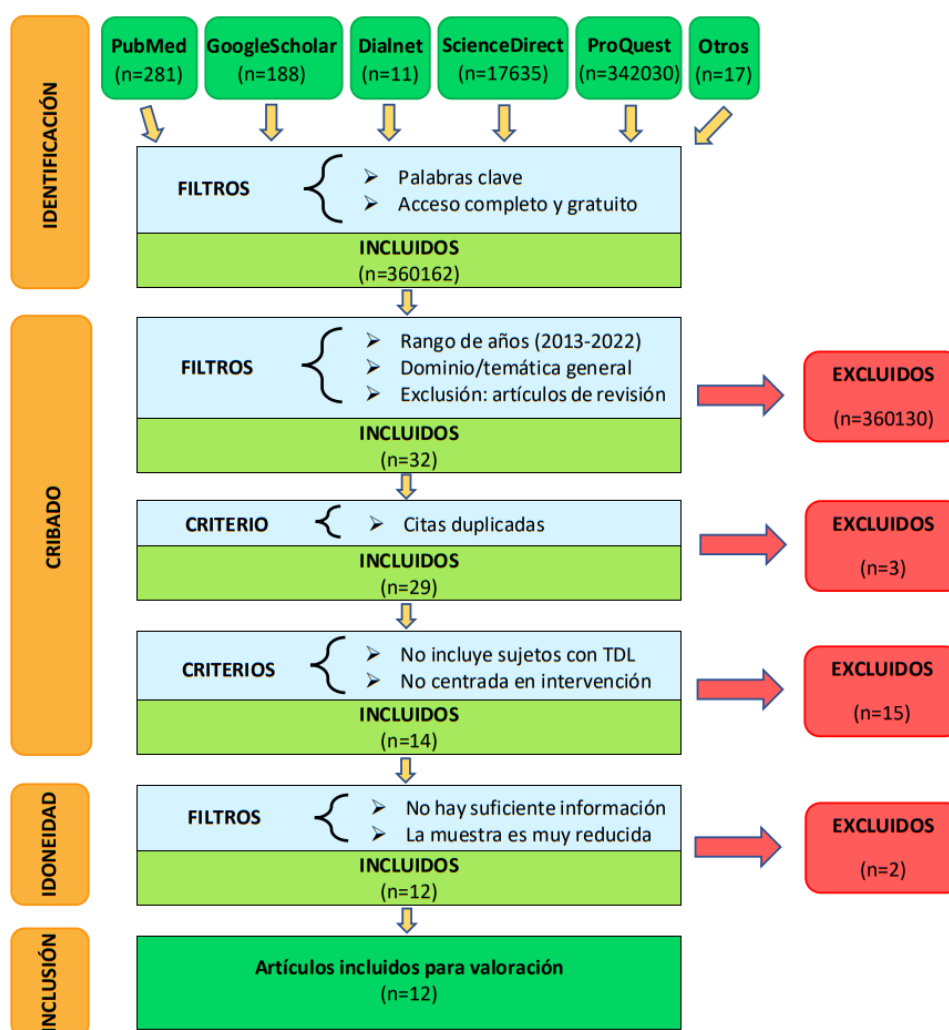 IDENTIFICACIÓN
PubMed
(n=281)
GoogleScholar
(n=188)
Dialnet
(n=11)
ScienceDirect
(n=17635)
ProQuest
(n=342030)
Otros
(n=17)
FILTROS
➢ Palabras clave
➢ Acceso completo y gratuito
INCLUIDOS
(n=360162)
CRIBADO
FILTROS
➢ Rango de años (2013-2022)
➢ Dominio/temática general
➢ Exclusión: artículos de revisión
EXCLUIDOS
(n=360130)
INCLUIDOS
(n=32)
CRITERIO
➢ Citas duplicadas
EXCLUIDOS
(n=3)
INCLUIDOS
(n=29)
CRITERIOS
➢ No incluye sujetos con TDL
➢ No centrada en intervención
EXCLUIDOS
(n=15)
INCLUIDOS
(n=14)
IDONEIDAD
FILTROS
➢ No hay suficiente información
➢ La muestra es muy reducida
EXCLUIDOS
(n=2)
INCLUIDOS
(n=12)
INCLUSIÓN
Artículos incluidos para valoración
(n=12)